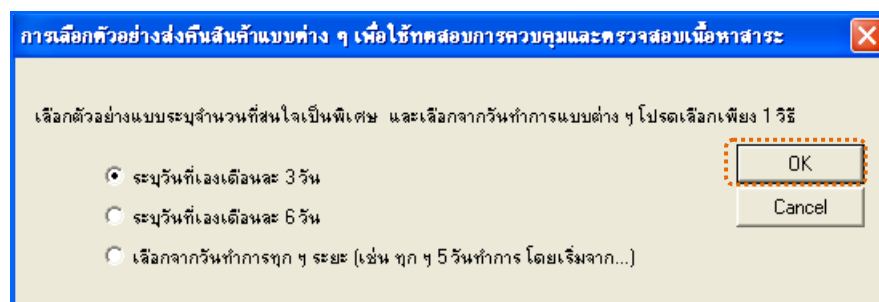 การเลือกตัวอย่างส่งคืนสินค้าแบบต่าง ๆ เพื่อใช้ทดสอบการควบคุมและตรวจสอบเนื้อหาสาระ
เลือกตัวอย่างแบบระบุจำนวนที่สนใจเป็นพิเศษ และเลือกจากวันทำการแบบต่าง ๆ โปรดเลือกเพียง 1 วิธี
ระบุวันที่เองเดือนละ 3 วัน
OK
ระบุวันที่เองเดือนละ 6 วัน
Cancel
เลือกจากวันทำการทุก ๆ ระยะ (เช่น ทุก ๆ 5 วันทำการ โดยเริ่มจาก...)